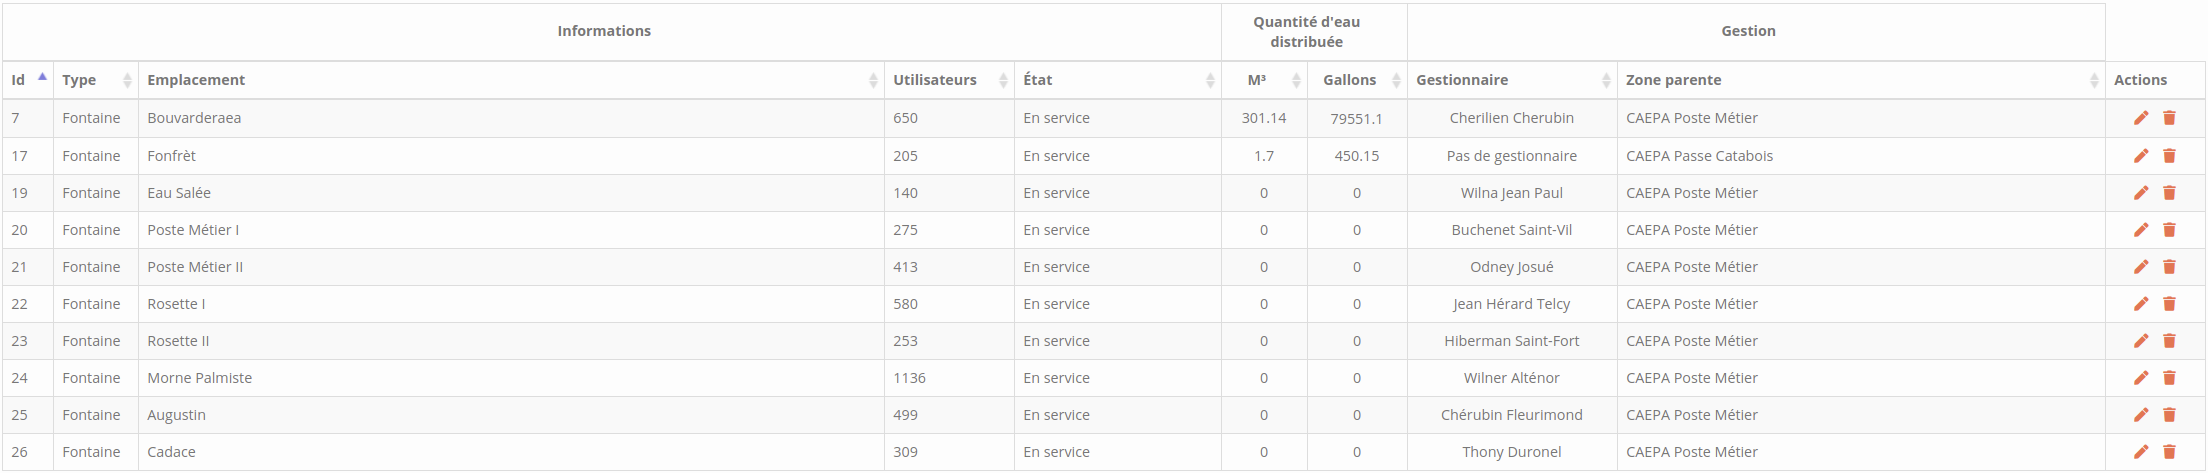 Informations Quantité d'eau distribuée Gestion
Id Type Emplacement Utilisateurs État M³ Gallons Gestionnaire Zone parente Actions
7 Fontaine Bouvarderaea 650 En service 301.14 79551.1 Cherilien Cherubin CAEPA Poste Métier
17 Fontaine Fonfrèt 205 En service 1.7 450.15 Pas de gestionnaire CAEPA Passe Catabois
19 Fontaine Eau Salée 140 En service 0 0 Wilna Jean Paul CAEPA Poste Métier
20 Fontaine Poste Métier I 275 En service 0 0 Buchenet Saint-Vil CAEPA Poste Métier
21 Fontaine Poste Métier II 413 En service 0 0 Odney Josué CAEPA Poste Métier
22 Fontaine Rosette I 580 En service 0 0 Jean Hérard Telcy CAEPA Poste Métier
23 Fontaine Rosette II 253 En service 0 0 Hiberman Saint-Fort CAEPA Poste Métier
24 Fontaine Morne Palmiste 1136 En service 0 0 Wilner Alténor CAEPA Poste Métier
25 Fontaine Augustin 499 En service 0 0 Chérubin Fleurimond CAEPA Poste Métier
26 Fontaine Cadace 309 En service 0 0 Thony Duronel CAEPA Poste Métier